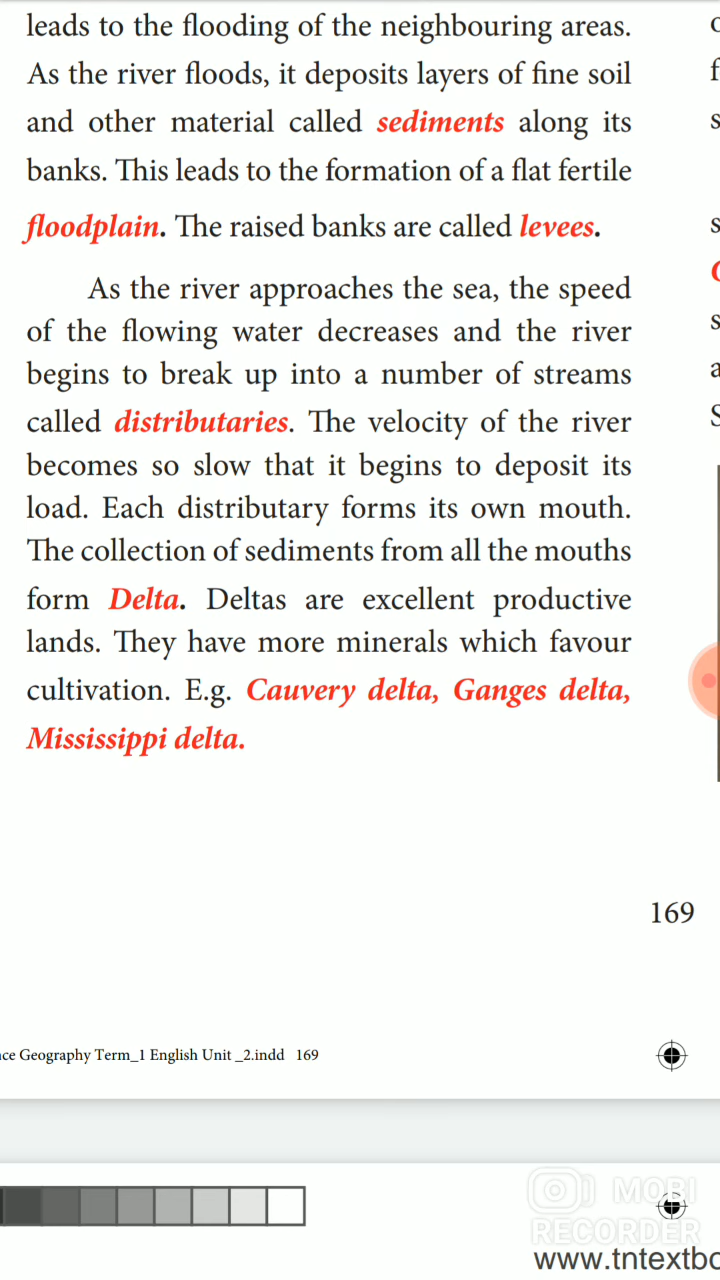 leads to the flooding of the neighbouring areas.
As the river floods, it deposits layers of fine soil
and other material called sediments along its
banks. This leads to the formation of a flat fertile
floodplain. The raised banks are called levees.
As the river approaches the sea, the speed
of the flowing water decreases and the river
begins to break up into a number of streams
called distributaries. The velocity of the river
becomes so slow that it begins to deposit its
load. Each distributary forms its own mouth.
The collection of sediments from all the mouths
form Delta. Deltas are excellent productive
lands. They have more minerals which favour
cultivation. E.g. Cauvery delta, Ganges delta,
Mississippi delta.
169
ce Geography Term_1 English Unit _2.indd 169
MOBI
RECORDER
www.tntextbo